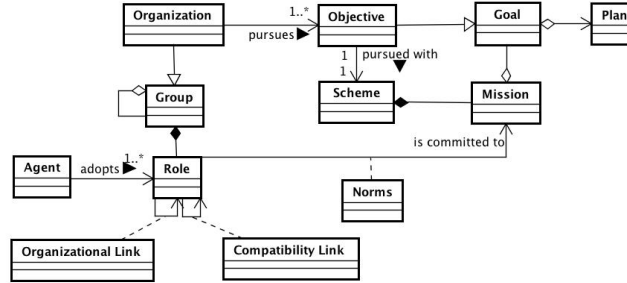 Organization
1..*
pursues
Objective
Goal
Plan
1
pursued with
1
Group
Scheme
Mission
is committed to
Agent
adopts
1..*
Role
Norms
Organizational Link
Compatibility Link